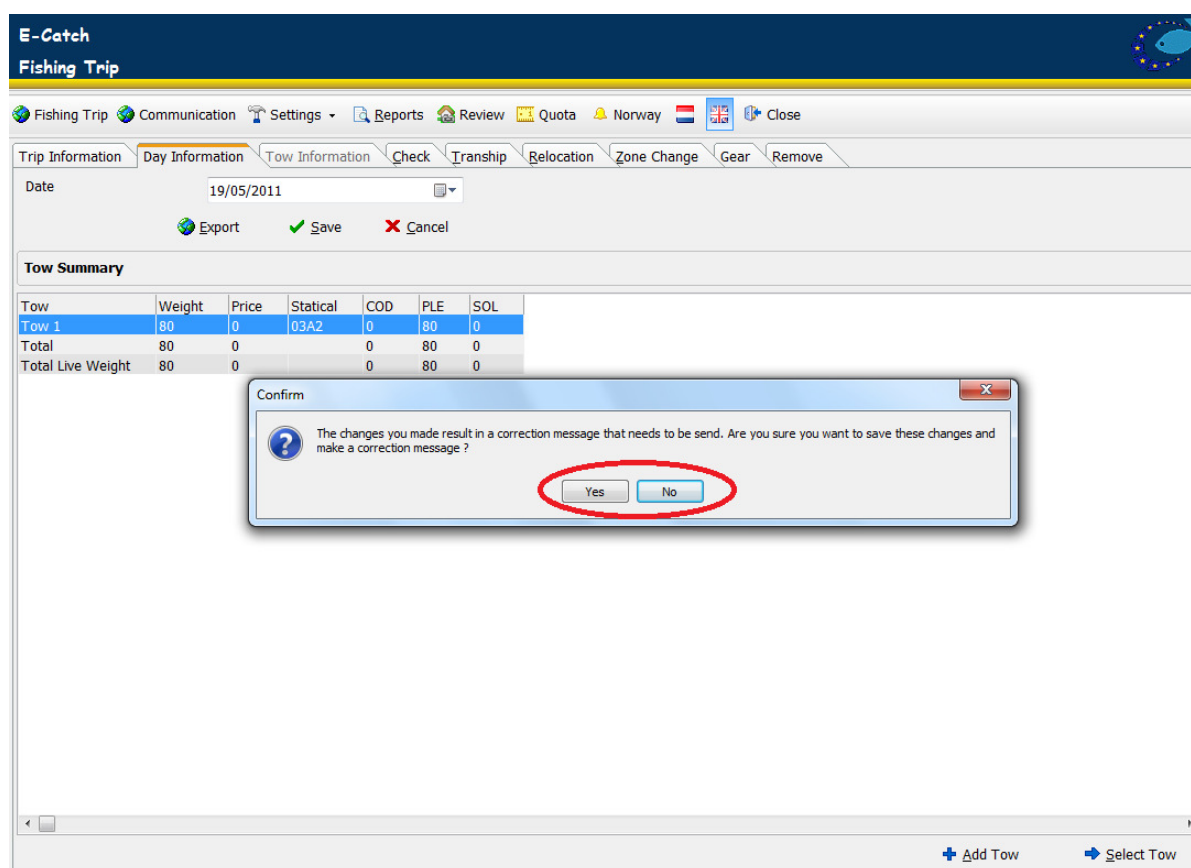 E-Catch
Fishing Trip
Fishing Trip Communication Settings Reports Review Quota Norway Close
Trip Information Day Information Tow Information Check Tranship Relocation Zone Change Gear Remove
Date 19/05/2011
Export Save Cancel
Tow Summary
Tow Weight Price Statical COD PLE SOL
Tow 1 80 0 03A2 0 80 0
Total 80 0 0 80 0
Total Live Weight 80 0 0 80 0
Confirm
The changes you made result in a correction message that needs to be send. Are you sure you want to save these changes and
make a correction message ?
Yes No
Add Tow Select Tow